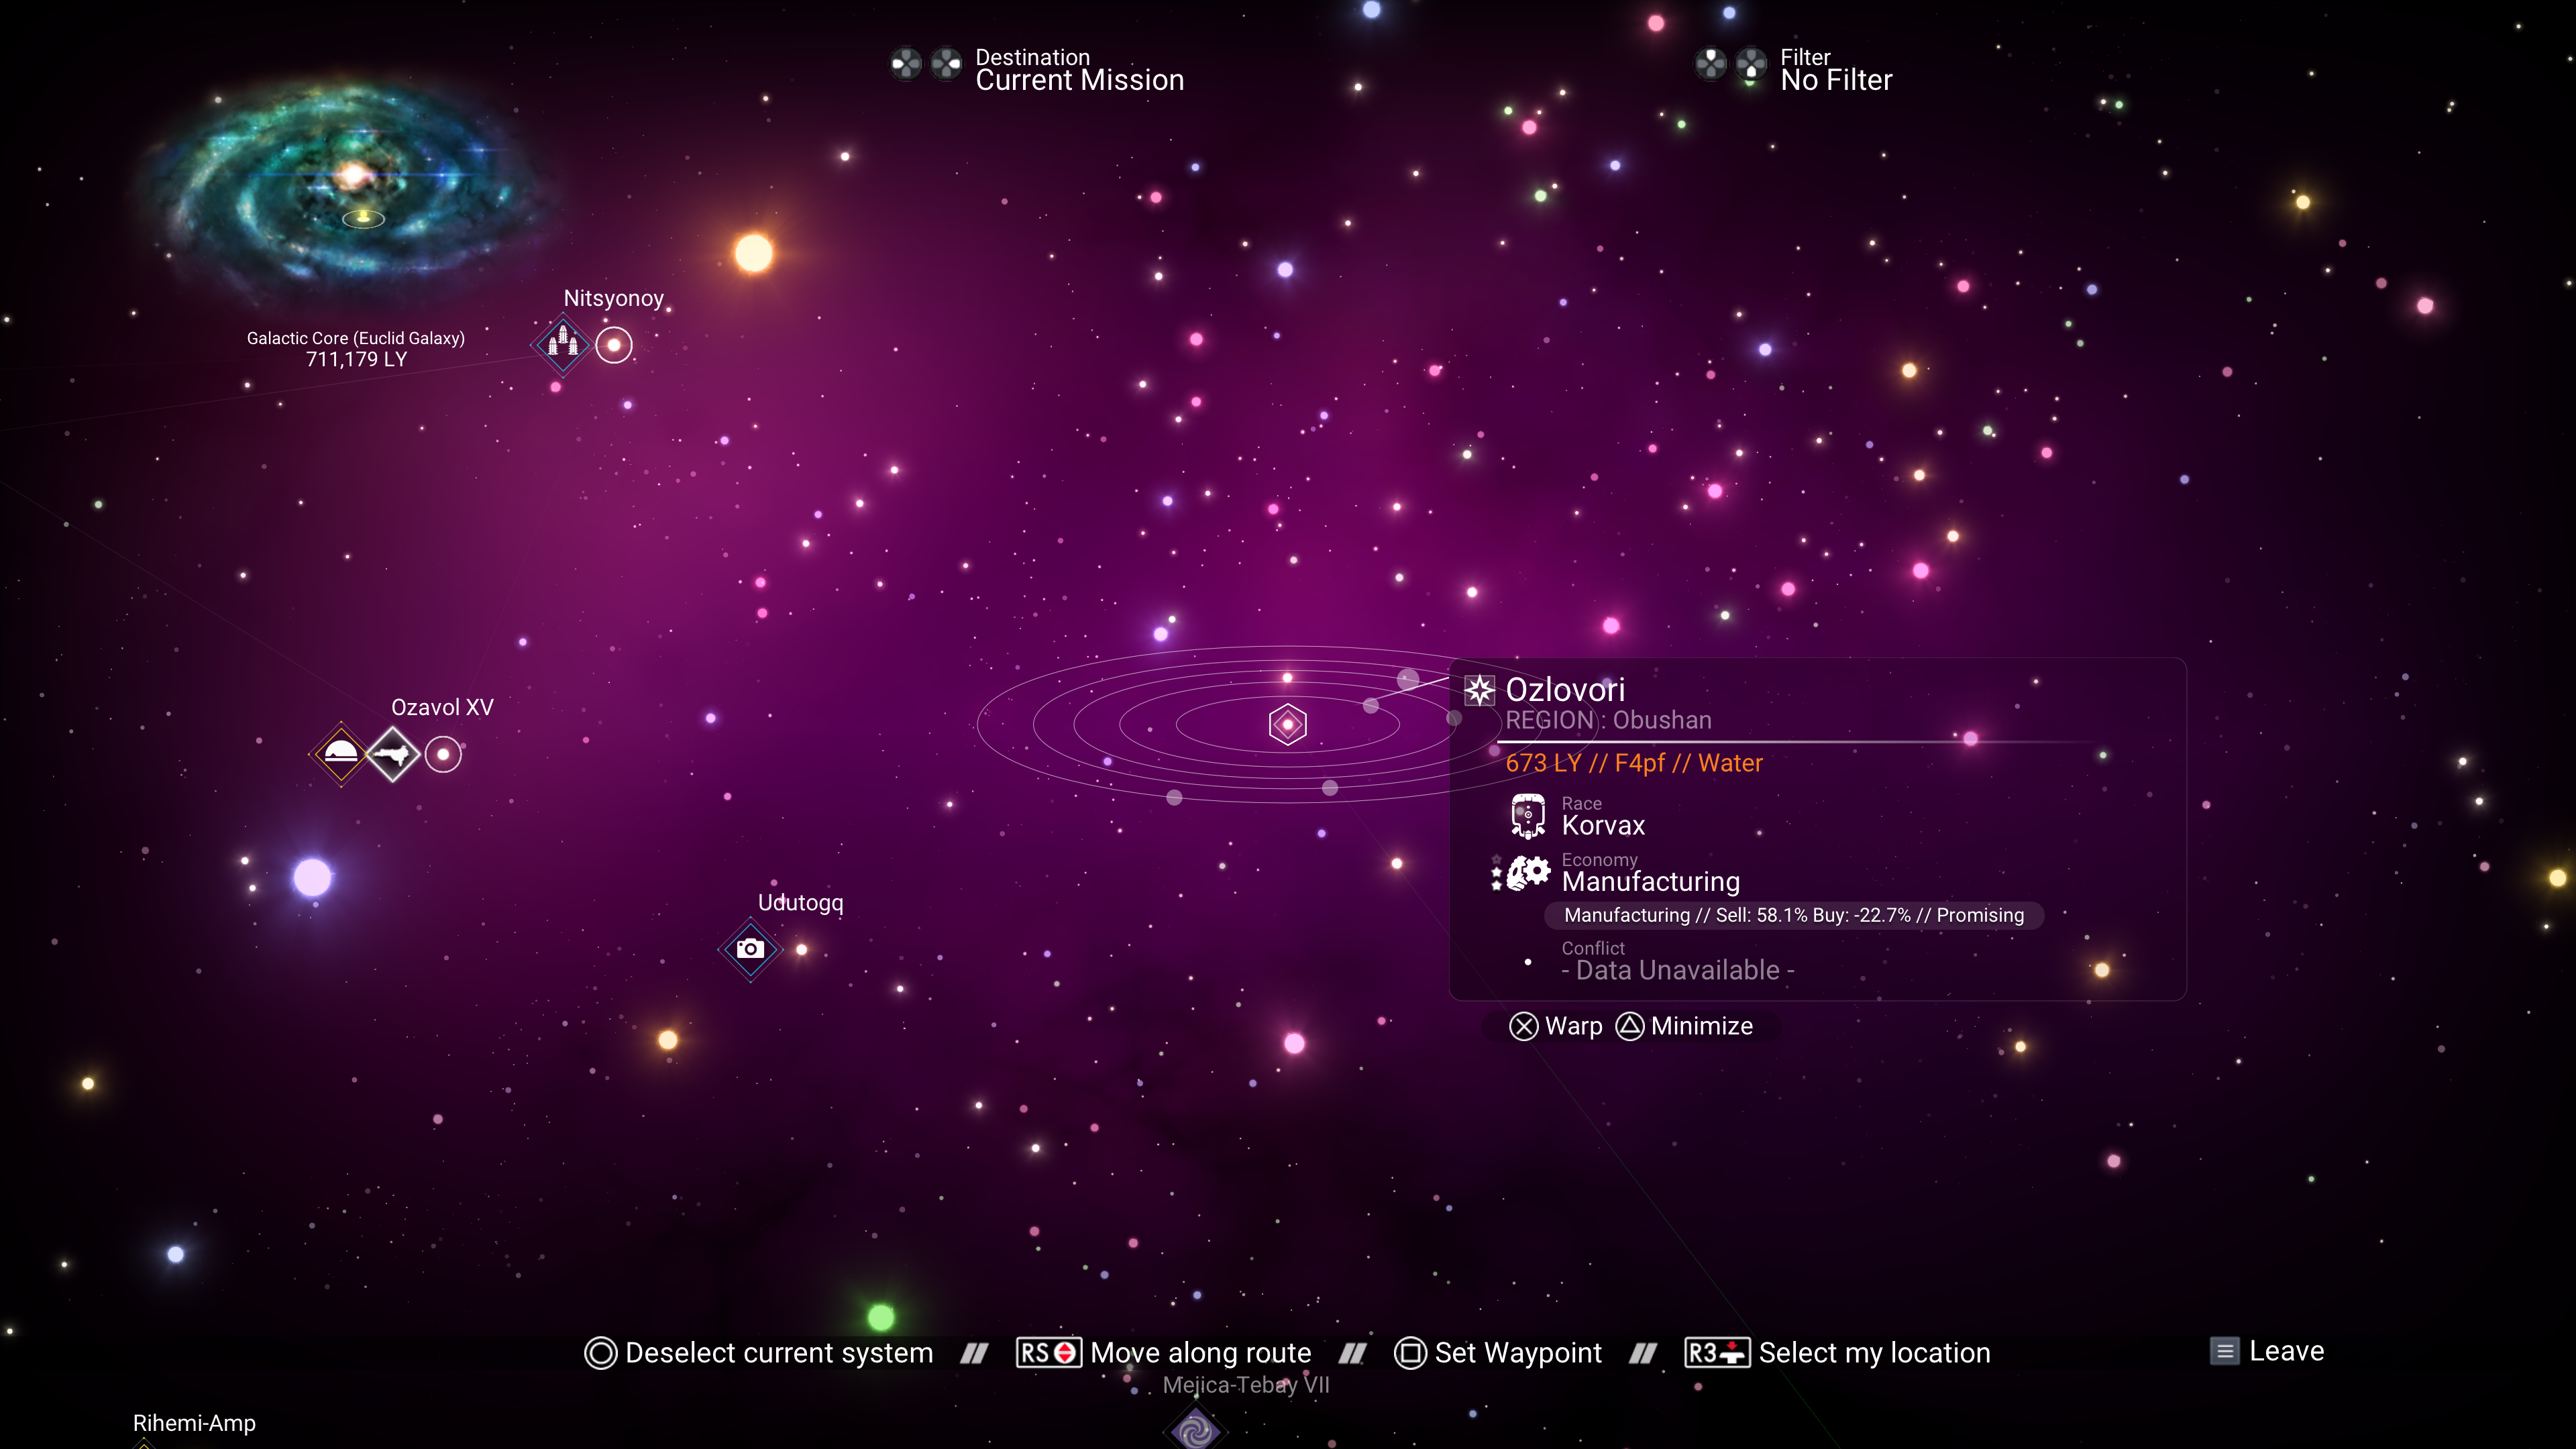 Destination
Current Mission
Filter
No Filter
Galactic Core (Euclid Galaxy)
711,179 LY
Nitsyonoy
Ozavol XV
Udutogq
Ozlovori
REGION : Obushan
673 LY // F4pf // Water
Race
Korvax
Economy
Manufacturing
Manufacturing // Sell: 58.1% Buy: -22.7% // Promising
Conflict
- Data Unavailable -
Warp
Minimize
Deselect current system // RS Move along route // Set Waypoint // R3 Select my location
Leave
Mejica-Tebay VII
Rihemi-Amp